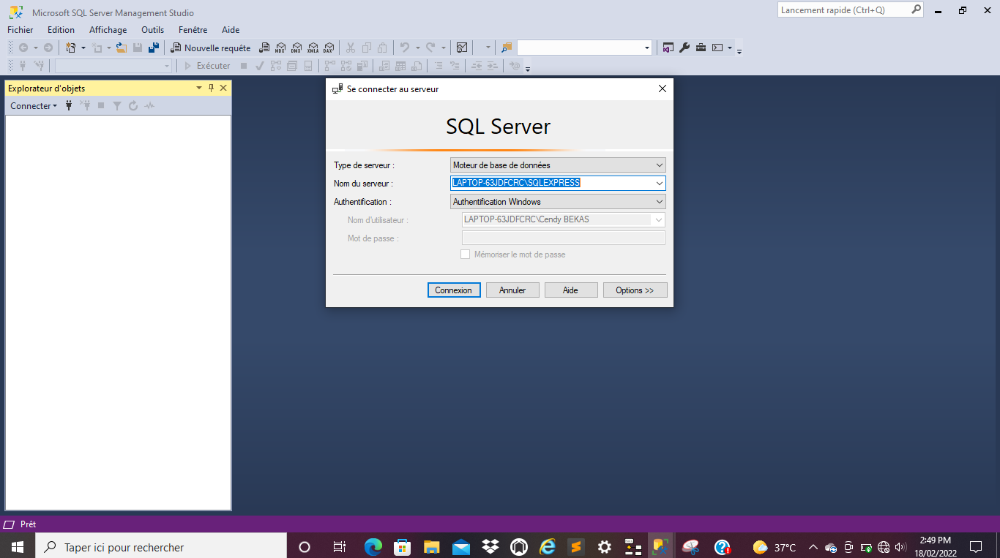 Microsoft SQL Server Management Studio
Lancement rapide (Ctrl+Q)
Fichier Edition Affichage Outils Fenêtre Aide
Nouvelle requête MDX DMX XMLA DAX
Exécuter
Explorateur d'objets
Connecter
Se connecter au serveur
SQL Server
Type de serveur : Moteur de base de données
Nom du serveur : LAPTOP-63JDFCRC\SQLEXPRESS
Authentification : Authentification Windows
Nom d'utilisateur : LAPTOP-63JDFCRC\Cendy BEKAS
Mot de passe :
Mémoriser le mot de passe
Connexion Annuler Aide Options >>
Prêt
Taper ici pour rechercher
37°C
2:49 PM
18/02/2022